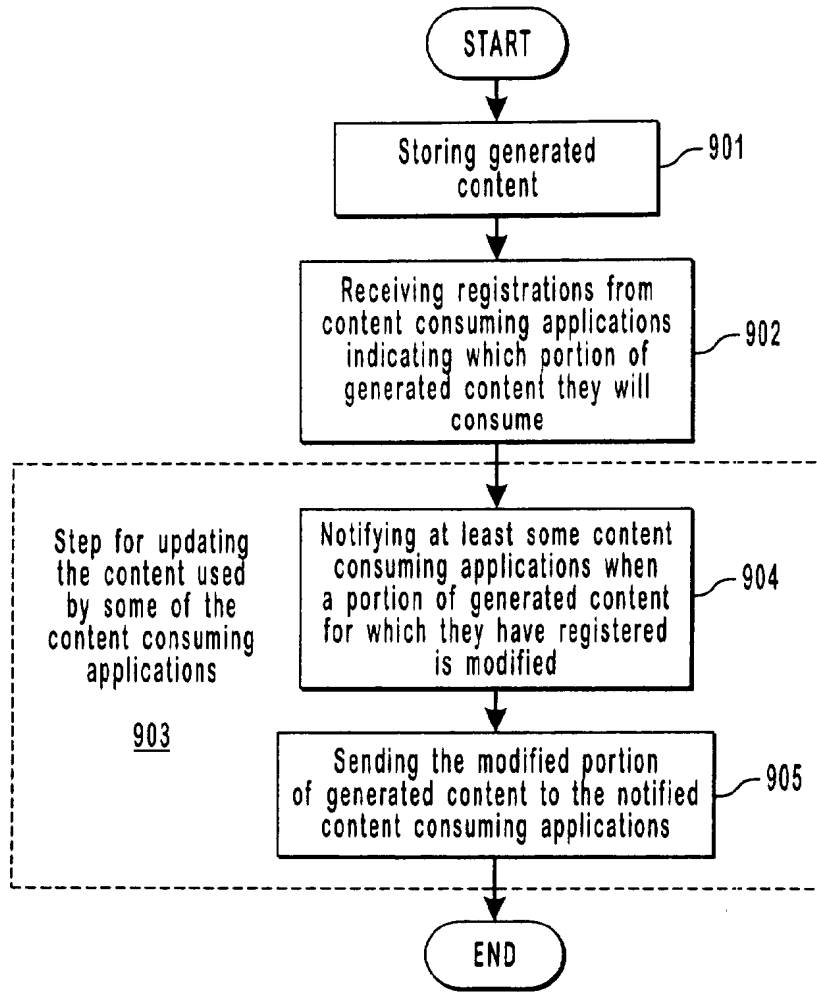 START
Storing generated
content
901
Receiving registrations from
content consuming applications
indicating which portion of
generated content they will
consume
902
Step for updating
the content used
by some of the
content consuming
applications
903
Notifying at least some content
consuming applications when
a portion of generated content
for which they have registered
is modified
904
Sending the modified portion
of generated content to the notified
content consuming applications
905
END